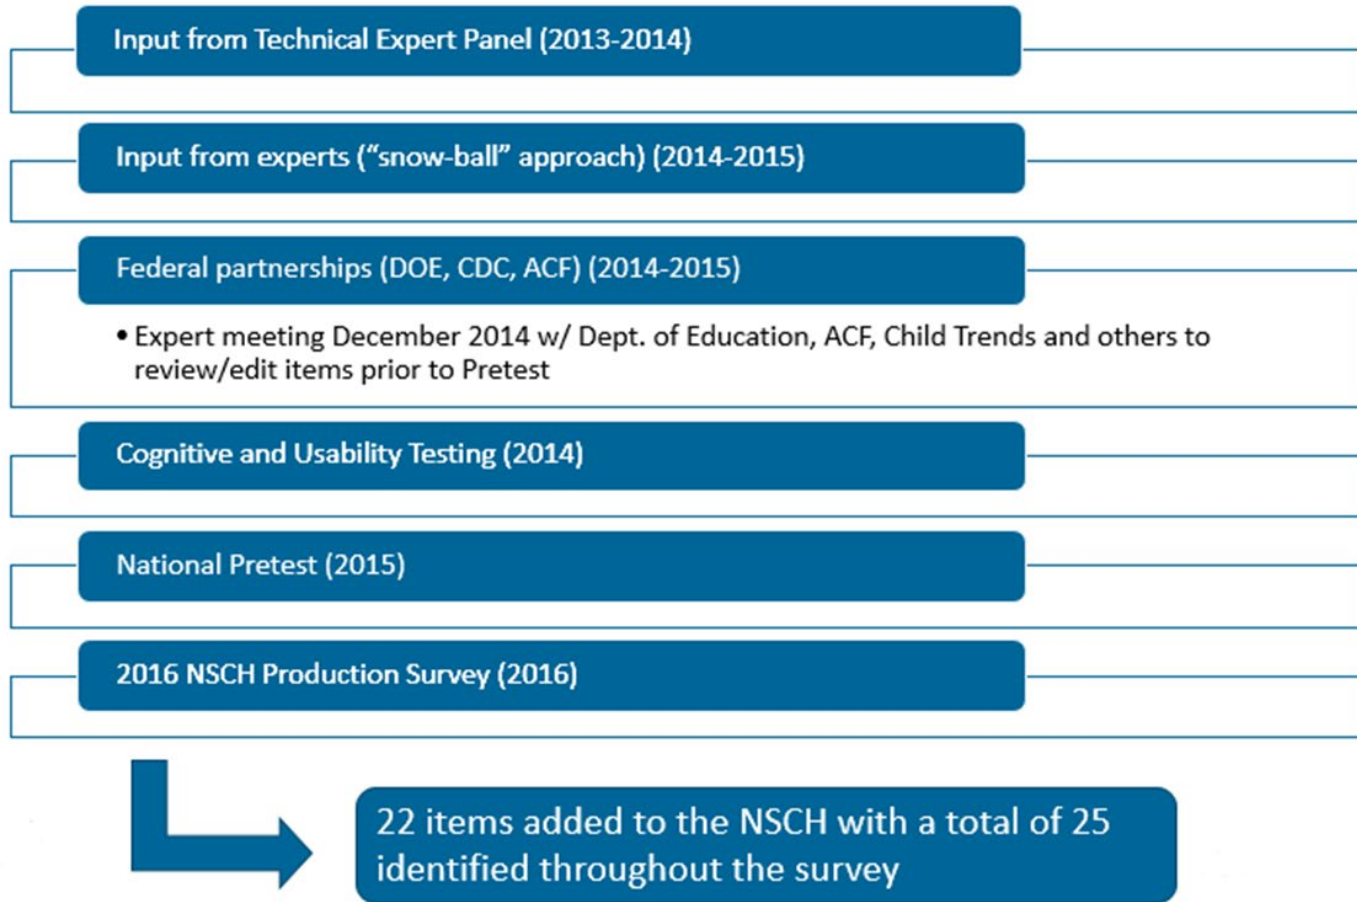 Input from Technical Expert Panel (2013-2014)
Input from experts (“snow-ball” approach) (2014-2015)
Federal partnerships (DOE, CDC, ACF) (2014-2015)
• Expert meeting December 2014 w/ Dept. of Education, ACF, Child Trends and others to
review/edit items prior to Pretest
Cognitive and Usability Testing (2014)
National Pretest (2015)
2016 NSCH Production Survey (2016)
22 items added to the NSCH with a total of 25
identified throughout the survey